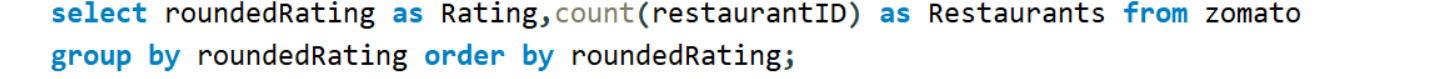 select roundedRating as Rating,count(restaurantID) as Restaurants from zomato
group by roundedRating order by roundedRating;